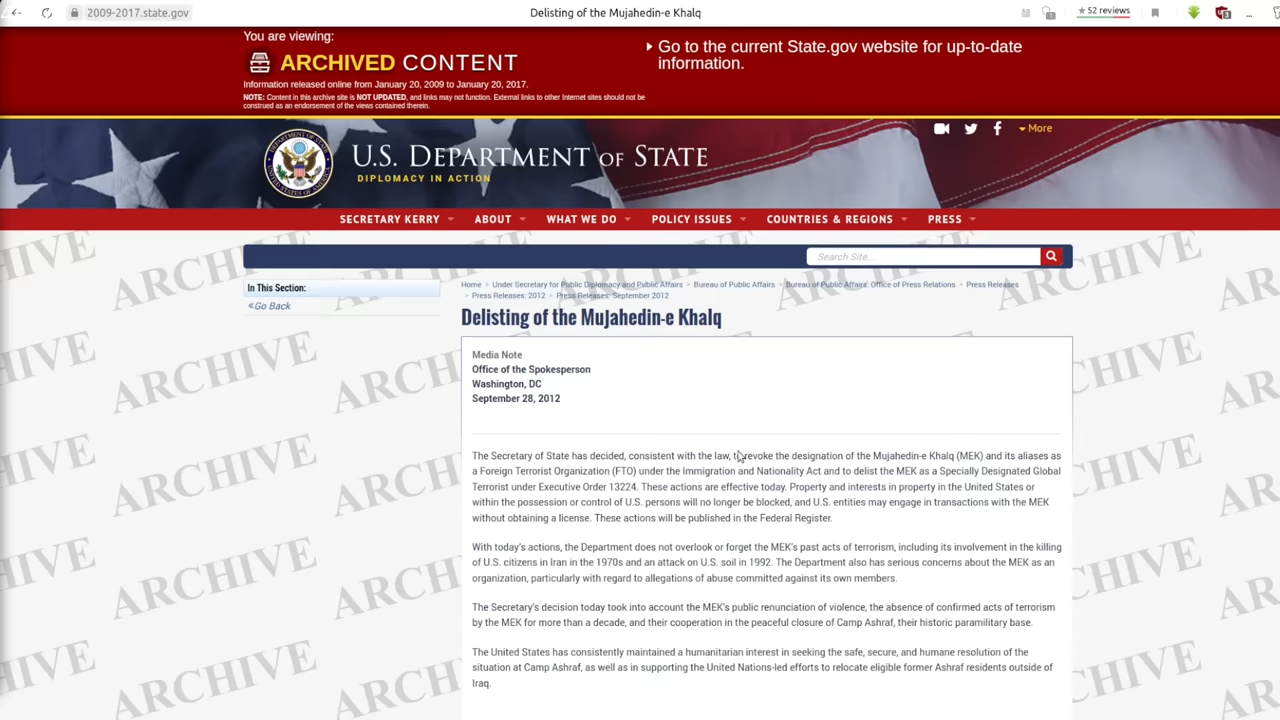 2009-2017.state.gov
Delisting of the Mujahedin-e Khalq
★ 52 reviews
3
...
You are viewing:
ARCHIVED CONTENT
Information released online from January 20, 2009 to January 20, 2017.
NOTE: Content in this archive site is NOT UPDATED, and links may not function. External links to other Internet sites should not be
construed as an endorsement of the views contained therein.
Go to the current State.gov website for up-to-date
information.
More
U.S. DEPARTMENT OF STATE
DIPLOMACY IN ACTION
SECRETARY KERRY
ABOUT
WHAT WE DO
POLICY ISSUES
COUNTRIES & REGIONS
PRESS
Search Site...
In This Section:
«Go Back
Home > Under Secretary for Public Diplomacy and Public Affairs > Bureau of Public Affairs > Bureau of Public Affairs: Office of Press Relations > Press Releases
> Press Releases: 2012 > Press Releases: September 2012
Delisting of the Mujahedin-e Khalq
Media Note
Office of the Spokesperson
Washington, DC
September 28, 2012
The Secretary of State has decided, consistent with the law, to revoke the designation of the Mujahedin-e Khalq (MEK) and its aliases as
a Foreign Terrorist Organization (FTO) under the Immigration and Nationality Act and to delist the MEK as a Specially Designated Global
Terrorist under Executive Order 13224. These actions are effective today. Property and interests in property in the United States or
within the possession or control of U.S. persons will no longer be blocked, and U.S. entities may engage in transactions with the MEK
without obtaining a license. These actions will be published in the Federal Register.
With today's actions, the Department does not overlook or forget the MEK's past acts of terrorism, including its involvement in the killing
of U.S. citizens in Iran in the 1970s and an attack on U.S. soil in 1992. The Department also has serious concerns about the MEK as an
organization, particularly with regard to allegations of abuse committed against its own members.
The Secretary's decision today took into account the MEK's public renunciation of violence, the absence of confirmed acts of terrorism
by the MEK for more than a decade, and their cooperation in the peaceful closure of Camp Ashraf, their historic paramilitary base.
The United States has consistently maintained a humanitarian interest in seeking the safe, secure, and humane resolution of the
situation at Camp Ashraf, as well as in supporting the United Nations-led efforts to relocate eligible former Ashraf residents outside of
Iraq.
ARCHIVE